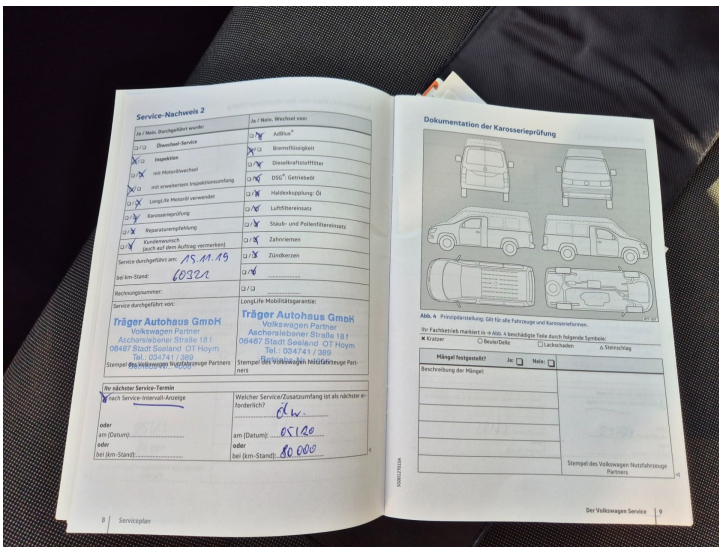 Service-Nachweis 2
Ja / Nein. Durchgeführt wurde:
Ölwechsel-Service
Inspektion
mit Motorölwechsel
mit erweitertem Inspektionsumfang
LongLife Motoröl verwendet
Karosserieprüfung
Reparaturempfehlung
Kundenwunsch
(auch auf dem Auftrag vermerken)
Service durchgeführt am: 15.11.19
bei km-Stand: 60321
Rechnungsnummer:
Service durchgeführt von:
Träger Autohaus GmbH
Volkswagen Partner
Ascherslebener Straße 181
06467 Stadt Seeland OT Hoym
Tel.: 034741 / 389
Stempel des Volkswagen Nutzfahrzeuge Partners
Ja / Nein. Wechsel von:
AdBlue®
Bremsflüssigkeit
Dieselkraftstofffilter
DSG®: Getriebeöl
Haldexkupplung: Öl
Luftfiltereinsatz
Staub- und Pollenfiltereinsatz
Zahnriemen
Zündkerzen
LongLife Mobilitätsgarantie:
Träger Autohaus GmbH
Volkswagen Partner
Ascherslebener Straße 181
06467 Stadt Seeland OT Hoym
Tel.: 034741 / 389
Stempel des Volkswagen Nutzfahrzeuge Part-
ners
Ihr nächster Service-Termin
nach Service-Intervall-Anzeige
oder
am (Datum):
oder
bei (km-Stand):
Welcher Service/Zusatzumfang ist als nächster er-
forderlich?
Öw.
am (Datum): 05/20
oder
bei (km-Stand): 80.000
8 | Serviceplan
Dokumentation der Karosserieprüfung
Abb. 4 Prinzipdarstellung: Gilt für alle Fahrzeuge und Karosserieformen.
Ihr Fachbetrieb markiert in → Abb. 4 beschädigte Teile durch folgende Symbole:
x Kratzer ○ Beule/Delle □ Lackschaden △ Steinschlag
Mängel festgestellt? Ja: Nein:
Beschreibung der Mängel:
Stempel des Volkswagen Nutzfahrzeuge
Partners
Der Volkswagen Service | 9